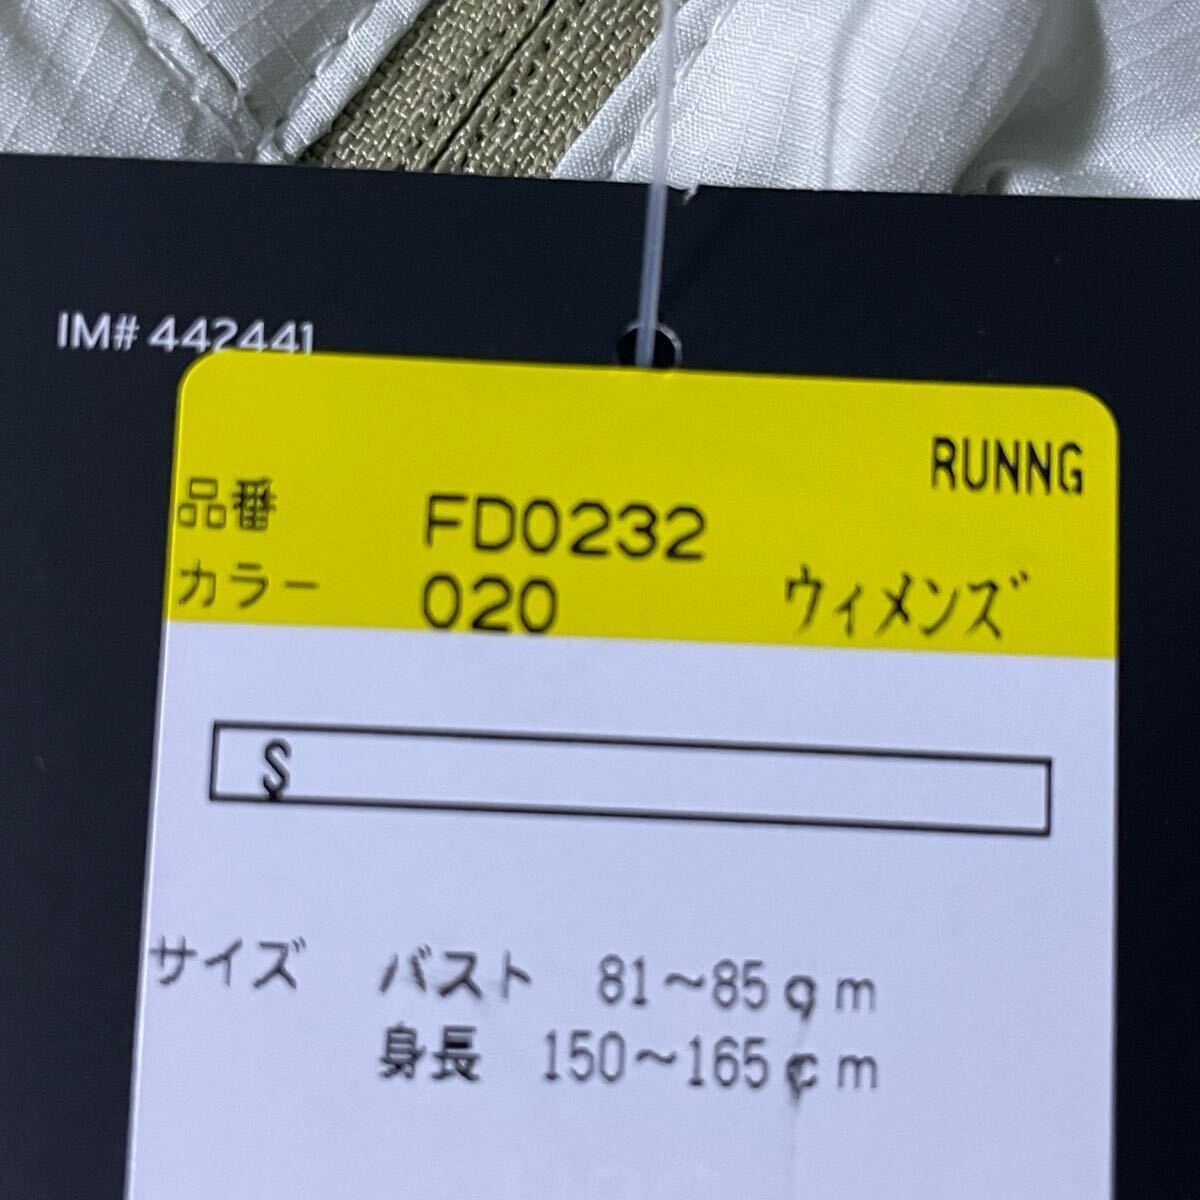 IM# 442441
RUNNG
品番 FD0232
カラー 020 ウィメンズ
S
サイズ バスト 81～85cm
身長 150～165cm